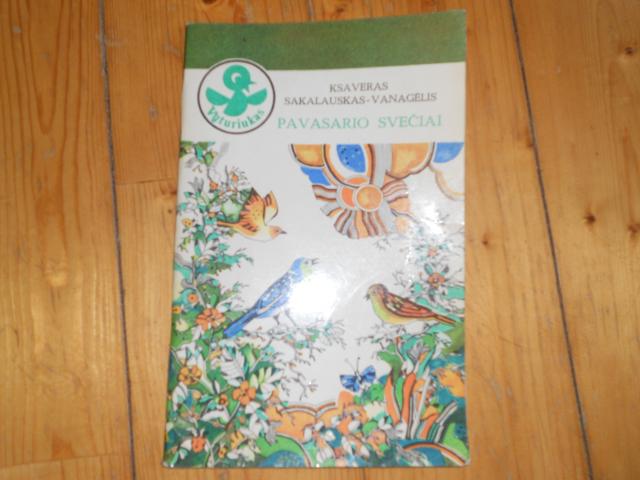 Vyturiukas
KSAVERAS
SAKALAUSKAS-VANAGĖLIS
PAVASARIO SVEČIAI